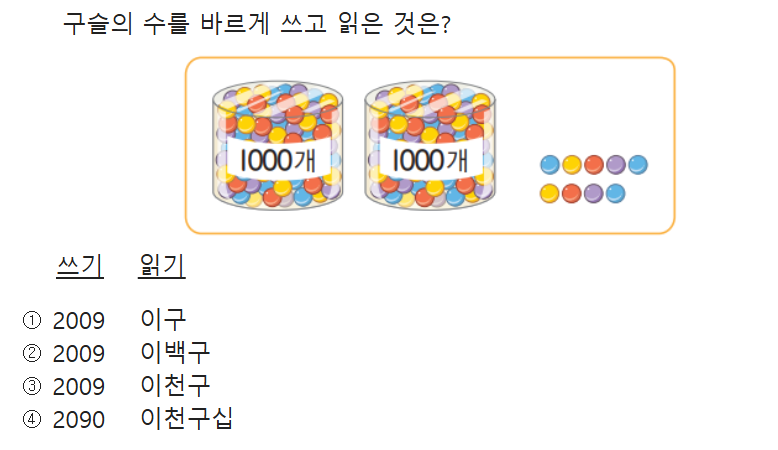 구슬의 수를 바르게 쓰고 읽은 것은?
1000개 1000개
쓰기 읽기
① 2009 이구
② 2009 이백구
③ 2009 이천구
④ 2090 이천구십